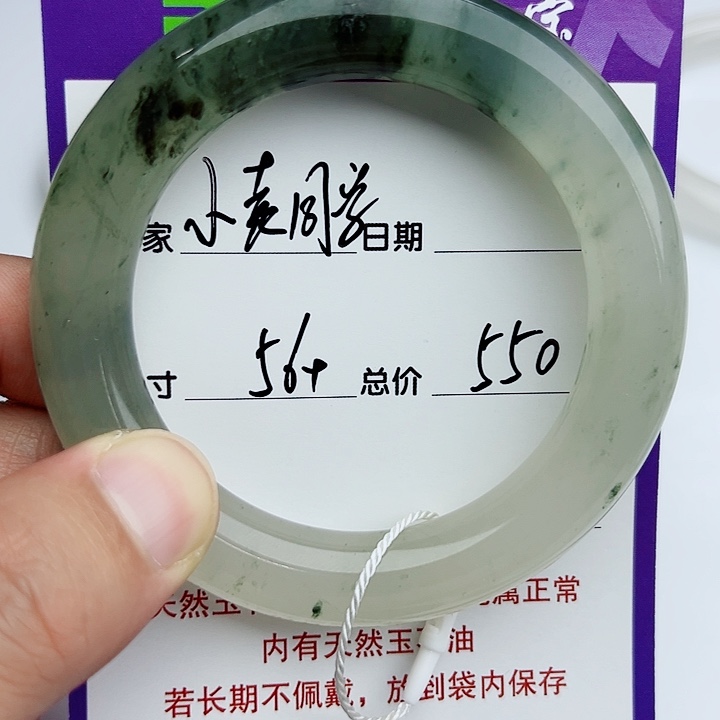 家 小麦同学 日期
寸 56+ 总价 550
天然玉 属正常
内有天然玉 油
若长期不佩戴，放到袋内保存